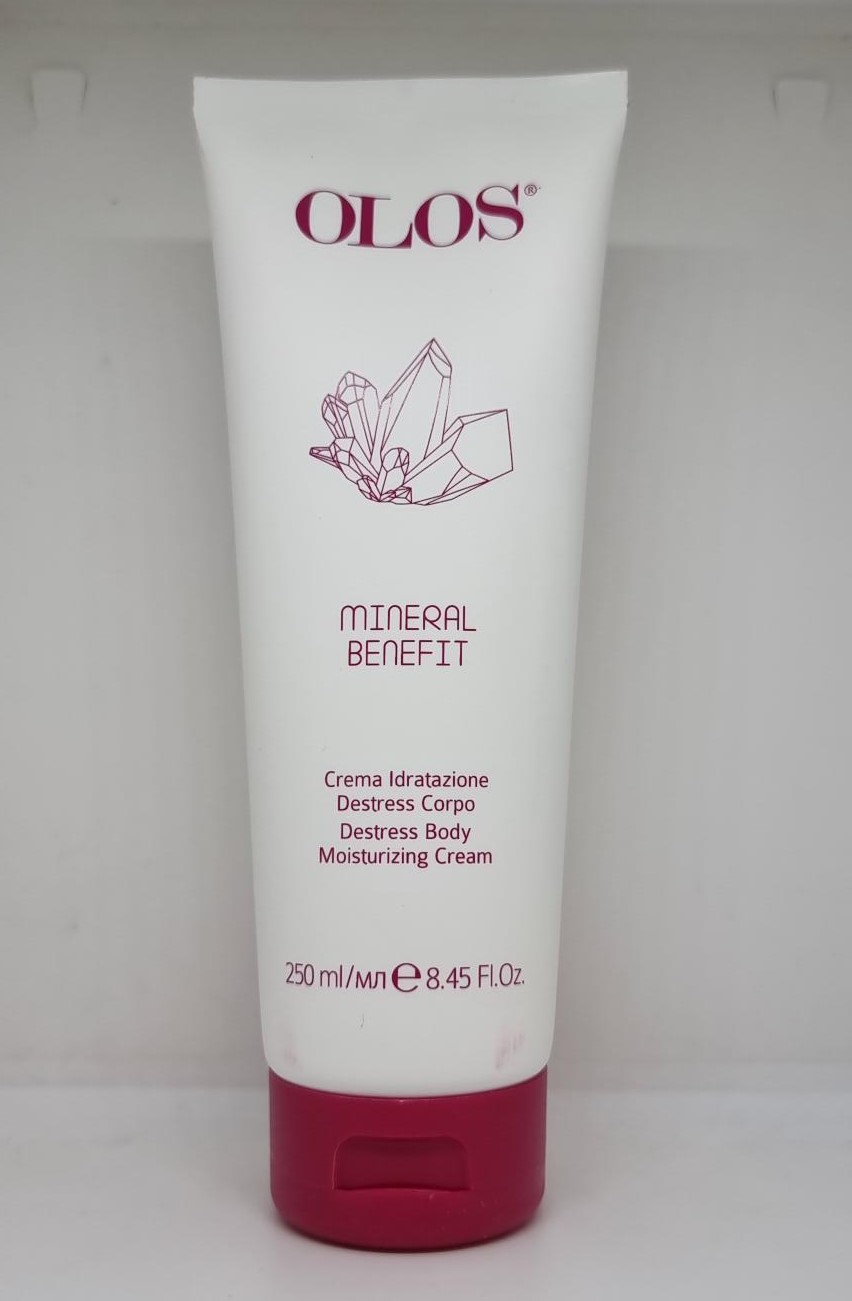 OLOS®
MINERAL
BENEFIT
Crema Idratazione
Destress Corpo
Destress Body
Moisturizing Cream
250 ml/мл ℮ 8.45 Fl.Oz.